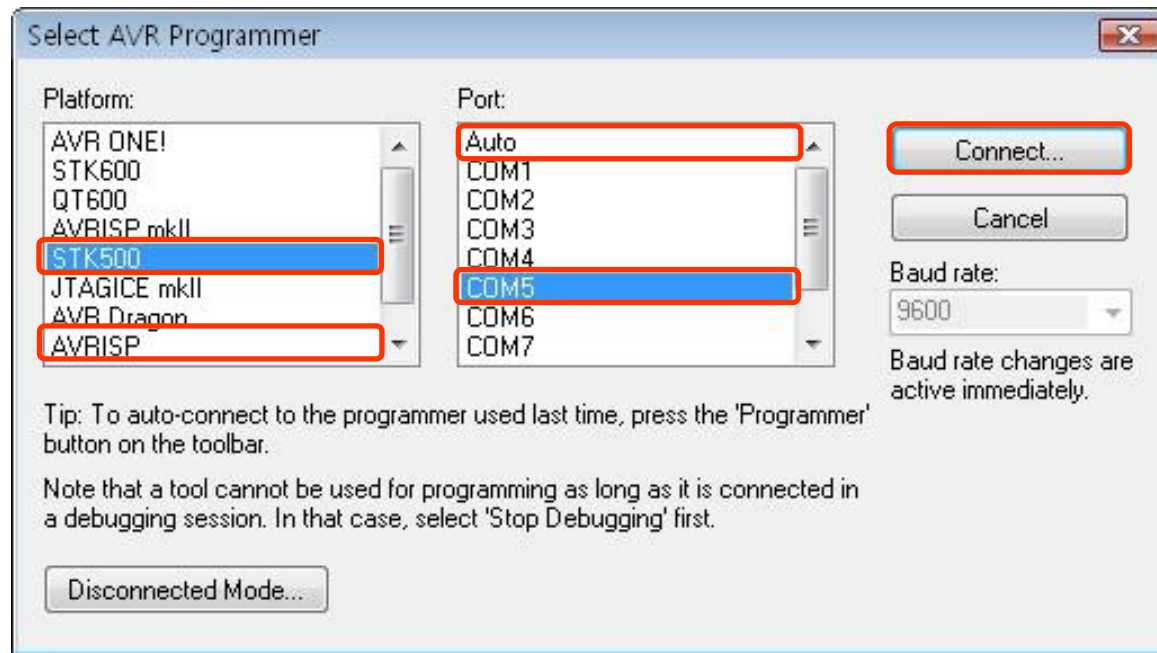 Select AVR Programmer
Platform:
AVR ONE!
STK600
QT600
AVRISP mkII
STK500
JTAGICE mkII
AVR Dragon
AVRISP
Port:
Auto
COM1
COM2
COM3
COM4
COM5
COM6
COM7
Connect...
Cancel
Baud rate:
9600
Baud rate changes are
active immediately.
Tip: To auto-connect to the programmer used last time, press the 'Programmer'
button on the toolbar.
Note that a tool cannot be used for programming as long as it is connected in
a debugging session. In that case, select 'Stop Debugging' first.
Disconnected Mode...